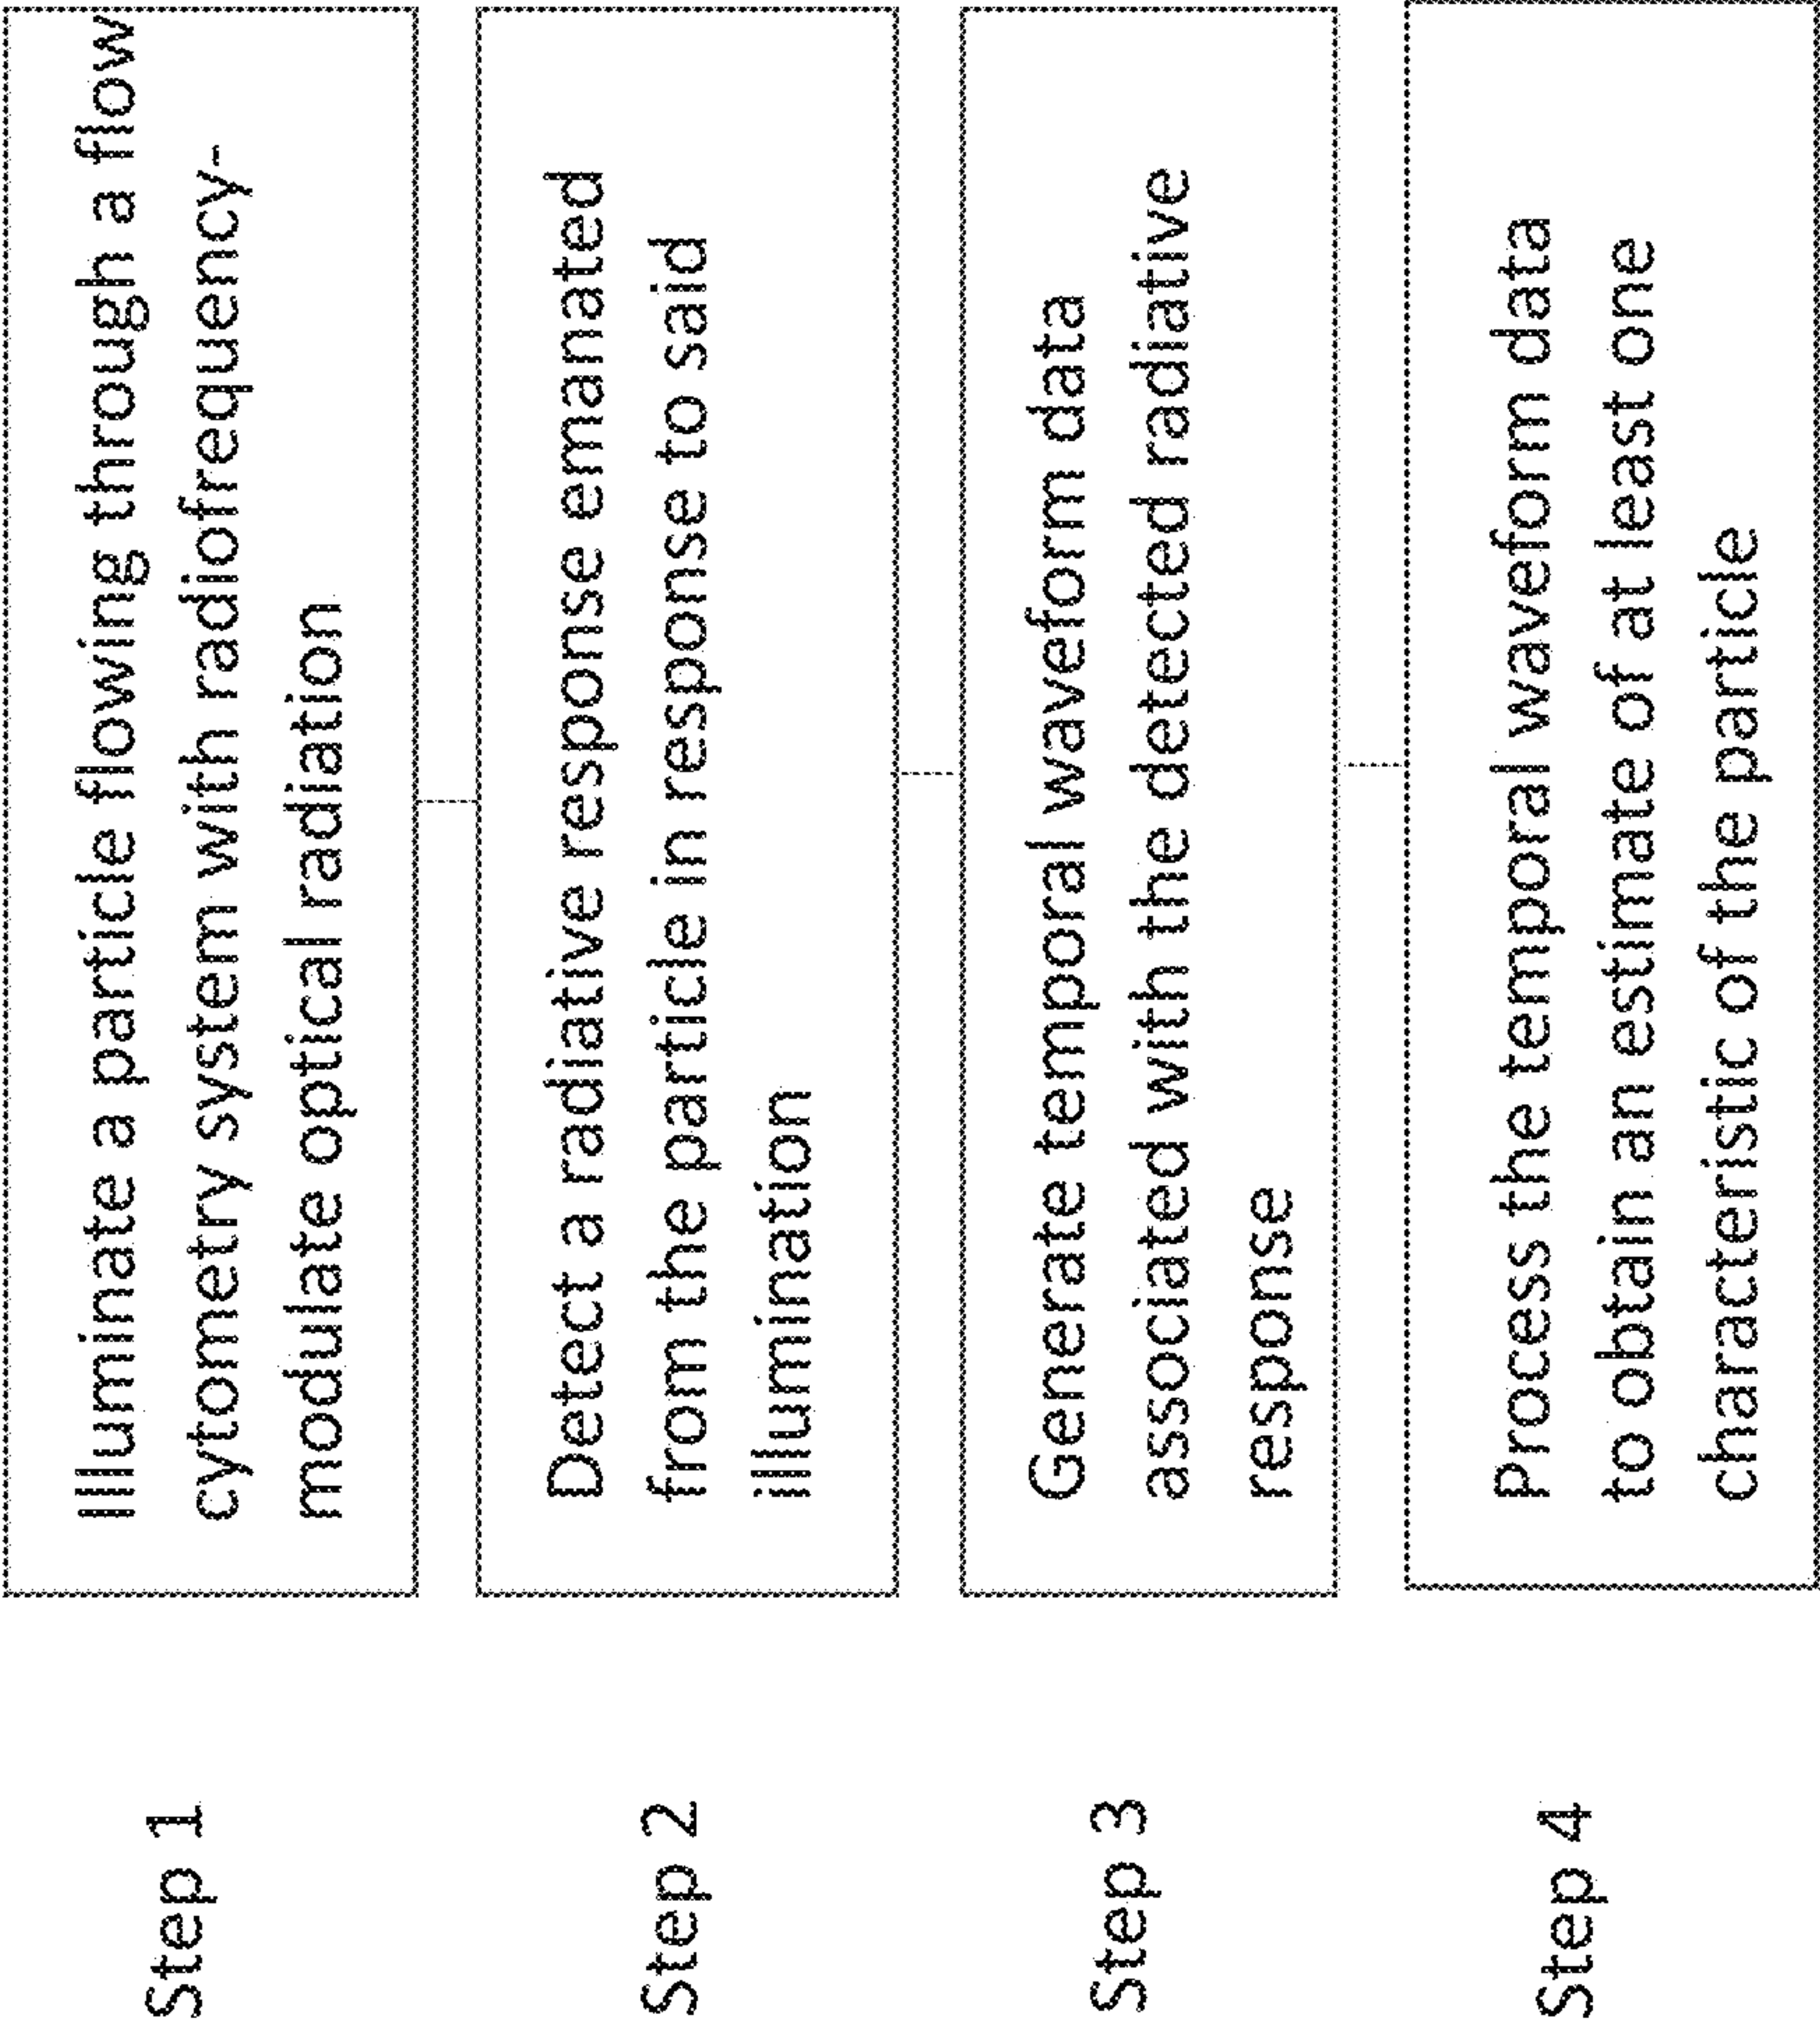 Step 1
Illuminate a particle flowing through a flow
cytometry system with radiofrequency-
modulate optical radiation
Step 2
Detect a radiative response emanated
from the particle in response to said
illumination
Step 3
Generate temporal waveform data
associated with the detected radiative
response
Step 4
Process the temporal waveform data
to obtain an estimate of at least one
characteristic of the particle